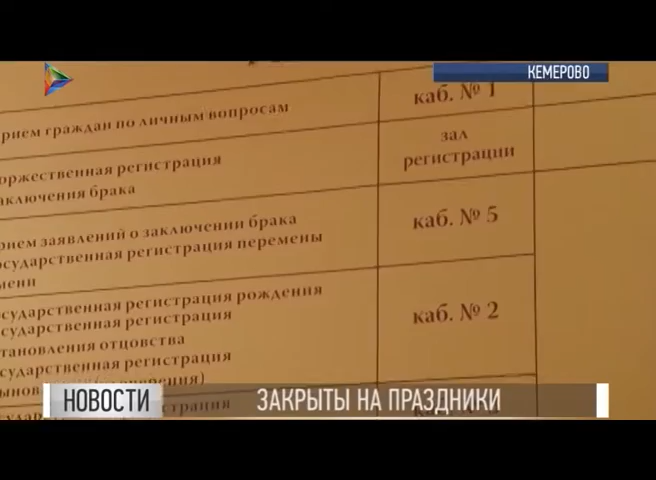 КЕМЕРОВО
каб. № 1
рием граждан по личным вопросам
зал
регистрации
оржественная регистрация
аключения брака
каб. № 5
рием заявлений о заключении брака
осударственная регистрация перемены
мени
каб. № 2
осударственная регистрация рождения
осударственная регистрация
тановления отцовства
осударственная регистрация
НОВОСТИ
ЗАКРЫТЫ НА ПРАЗДНИКИ